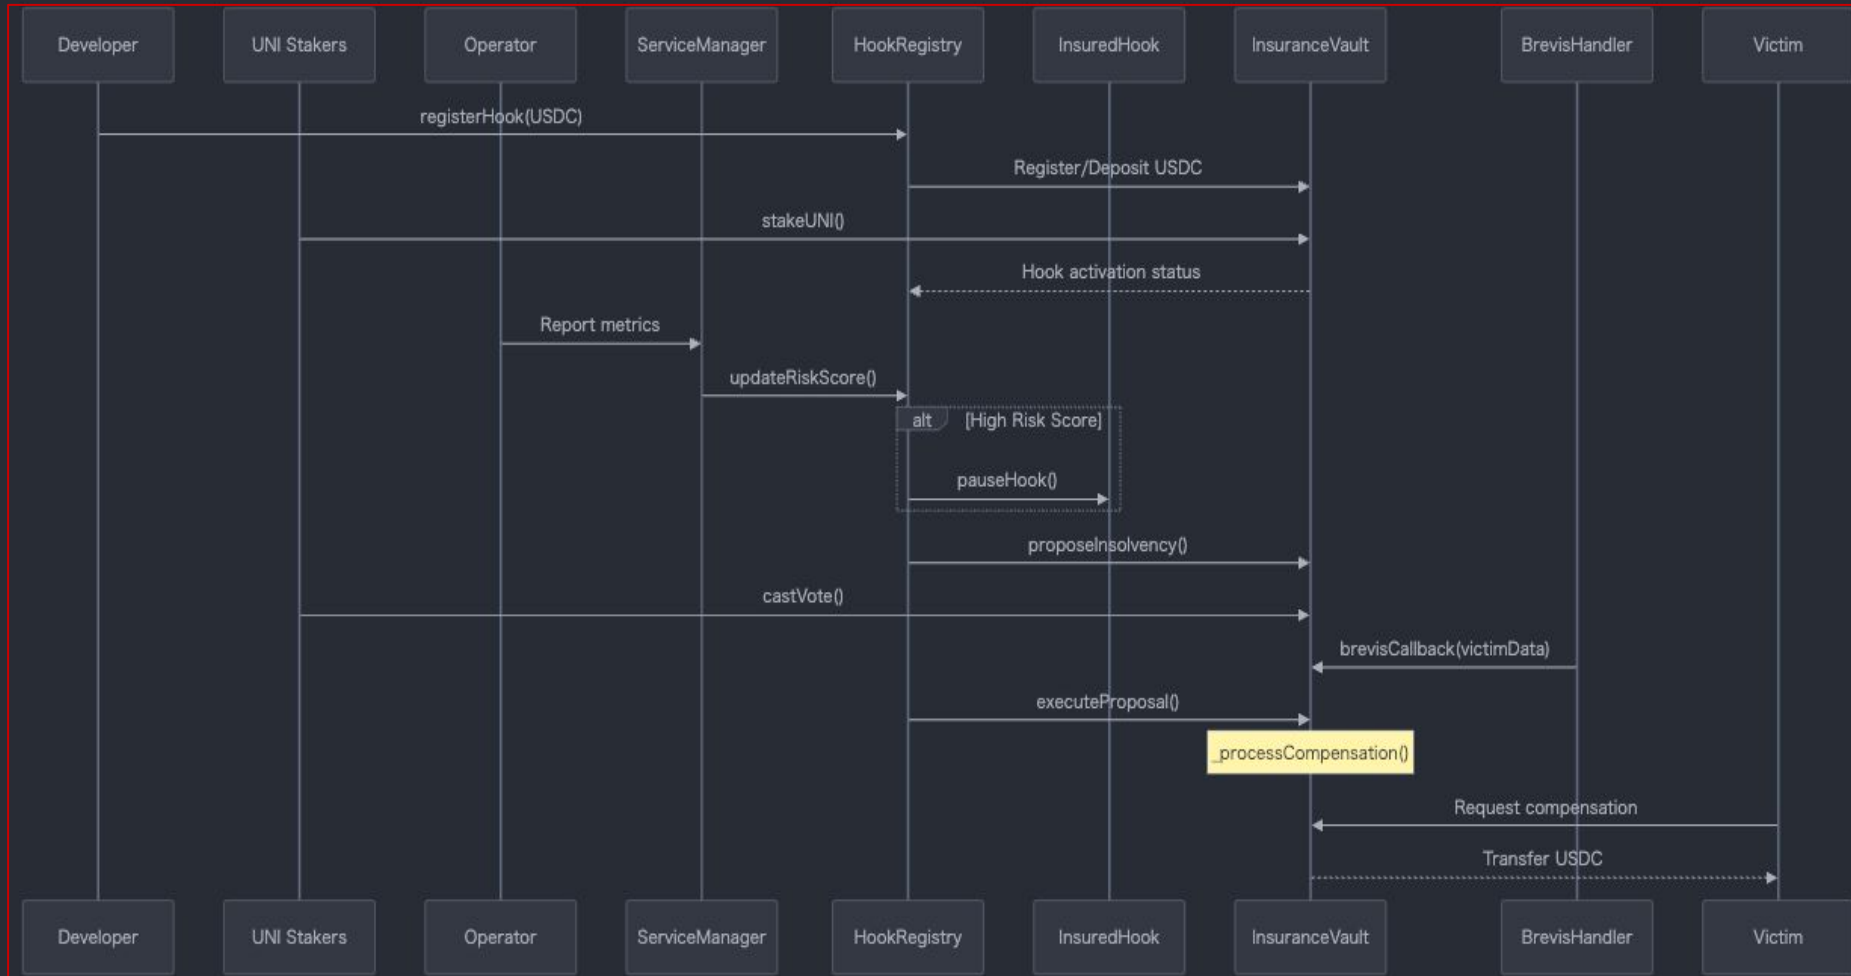 Developer
UNI Stakers
Operator
ServiceManager
HookRegistry
InsuredHook
InsuranceVault
BrevisHandler
Victim
registerHook(USDC)
Register/Deposit USDC
stakeUNI()
Hook activation status
Report metrics
updateRiskScore()
alt
[High Risk Score]
pauseHook()
proposeInsolvency()
castVote()
brevisCallback(victimData)
executeProposal()
_processCompensation()
Request compensation
Transfer USDC
Developer
UNI Stakers
Operator
ServiceManager
HookRegistry
InsuredHook
InsuranceVault
BrevisHandler
Victim